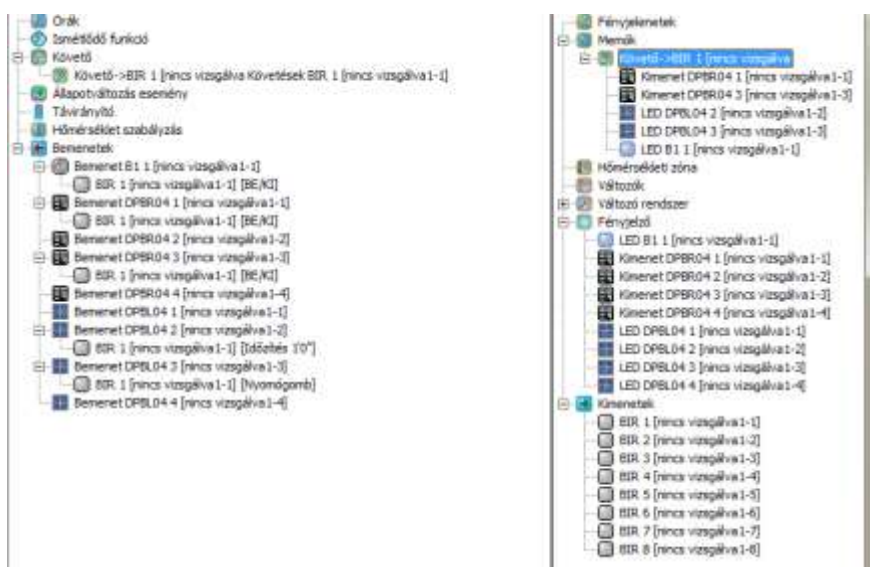 Órák
Ismétlődő funkció
Követő
Követő->BIR 1 [nincs vizsgálva Követések BIR 1 [nincs vizsgálva1-1]
Állapotváltozás esemény
Távirányító
Hőmérséklet szabályzás
Bemenetek
Bemenet B1 1 [nincs vizsgálva1-1]
BIR 1 [nincs vizsgálva1-1] [BE/KI]
Bemenet DPBR04 1 [nincs vizsgálva1-1]
BIR 1 [nincs vizsgálva1-1] [BE/KI]
Bemenet DPBR04 2 [nincs vizsgálva1-2]
Bemenet DPBR04 3 [nincs vizsgálva1-3]
BIR 1 [nincs vizsgálva1-1] [BE/KI]
Bemenet DPBR04 4 [nincs vizsgálva1-4]
Bemenet DPBL04 1 [nincs vizsgálva1-1]
Bemenet DPBL04 2 [nincs vizsgálva1-2]
BIR 1 [nincs vizsgálva1-1] [Időzítés 1'0"]
Bemenet DPBL04 3 [nincs vizsgálva1-3]
BIR 1 [nincs vizsgálva1-1] [Nyomógomb]
Bemenet DPBL04 4 [nincs vizsgálva1-4]
Fényjelenetek
Memók
Követő->BIR 1 [nincs vizsgálva
Kimenet DPBR04 1 [nincs vizsgálva1-1]
Kimenet DPBR04 3 [nincs vizsgálva1-3]
LED DPBL04 2 [nincs vizsgálva1-2]
LED DPBL04 3 [nincs vizsgálva1-3]
LED B1 1 [nincs vizsgálva1-1]
Hőmérsékleti zóna
Változók
Változó rendszer
Fényjelző
LED B1 1 [nincs vizsgálva1-1]
Kimenet DPBR04 1 [nincs vizsgálva1-1]
Kimenet DPBR04 2 [nincs vizsgálva1-2]
Kimenet DPBR04 3 [nincs vizsgálva1-3]
Kimenet DPBR04 4 [nincs vizsgálva1-4]
LED DPBL04 1 [nincs vizsgálva1-1]
LED DPBL04 2 [nincs vizsgálva1-2]
LED DPBL04 3 [nincs vizsgálva1-3]
LED DPBL04 4 [nincs vizsgálva1-4]
Kimenetek
BIR 1 [nincs vizsgálva1-1]
BIR 2 [nincs vizsgálva1-2]
BIR 3 [nincs vizsgálva1-3]
BIR 4 [nincs vizsgálva1-4]
BIR 5 [nincs vizsgálva1-5]
BIR 6 [nincs vizsgálva1-6]
BIR 7 [nincs vizsgálva1-7]
BIR 8 [nincs vizsgálva1-8]